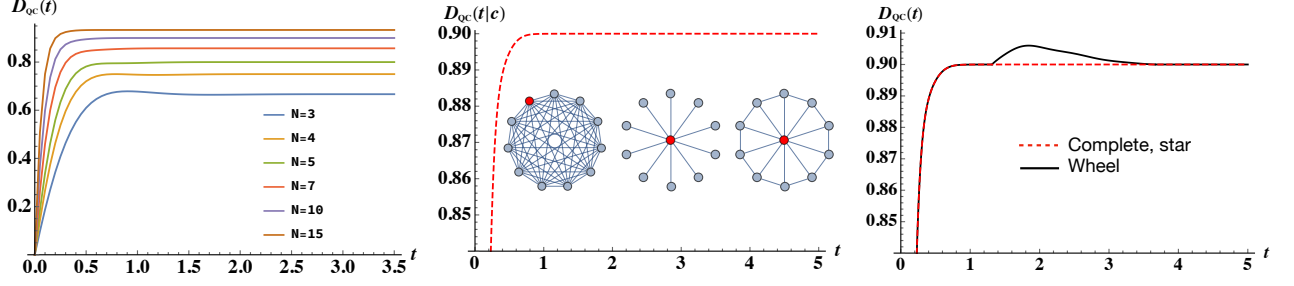 D_QC(t)
0.8
0.6
0.4
0.2
N=3
N=4
N=5
N=7
N=10
N=15
0.0 0.5 1.0 1.5 2.0 2.5 3.0 3.5 t
D_QC(t|c)
0.90
0.89
0.88
0.87
0.86
0.85
0 1 2 3 4 5 t
D_QC(t)
0.91
0.90
0.89
0.88
0.87
0.86
0.85
Complete, star
Wheel
0 1 2 3 4 5 t